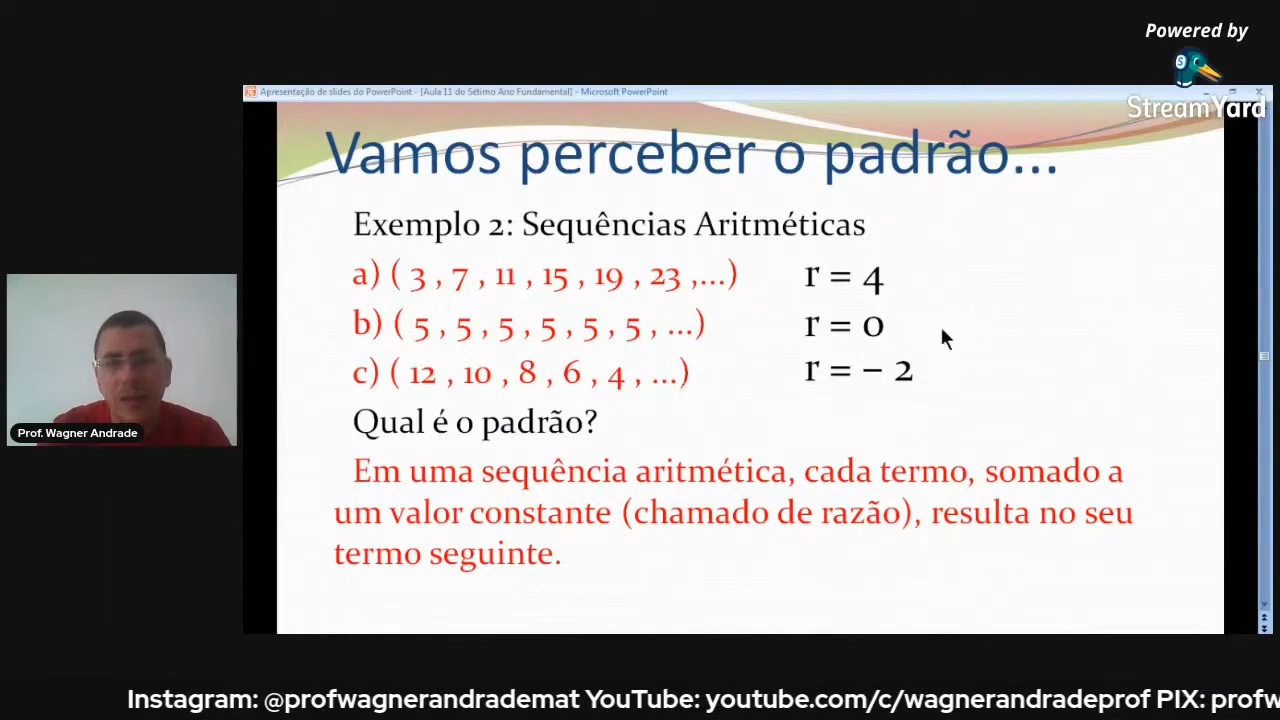 Powered by
StreamYard
Apresentação de slides do PowerPoint - [Aula 11 do Sétimo Ano Fundamental] - Microsoft PowerPoint
Vamos perceber o padrão...
Exemplo 2: Sequências Aritméticas
a) ( 3 , 7 , 11 , 15 , 19 , 23 ,...) r = 4
b) ( 5 , 5 , 5 , 5 , 5 , 5 , ...) r = 0
c) ( 12 , 10 , 8 , 6 , 4 , ...) r = – 2
Qual é o padrão?
Em uma sequência aritmética, cada termo, somado a
um valor constante (chamado de razão), resulta no seu
termo seguinte.
Prof. Wagner Andrade
Instagram: @profwagnerandrademat YouTube: youtube.com/c/wagnerandradeprof PIX: profw